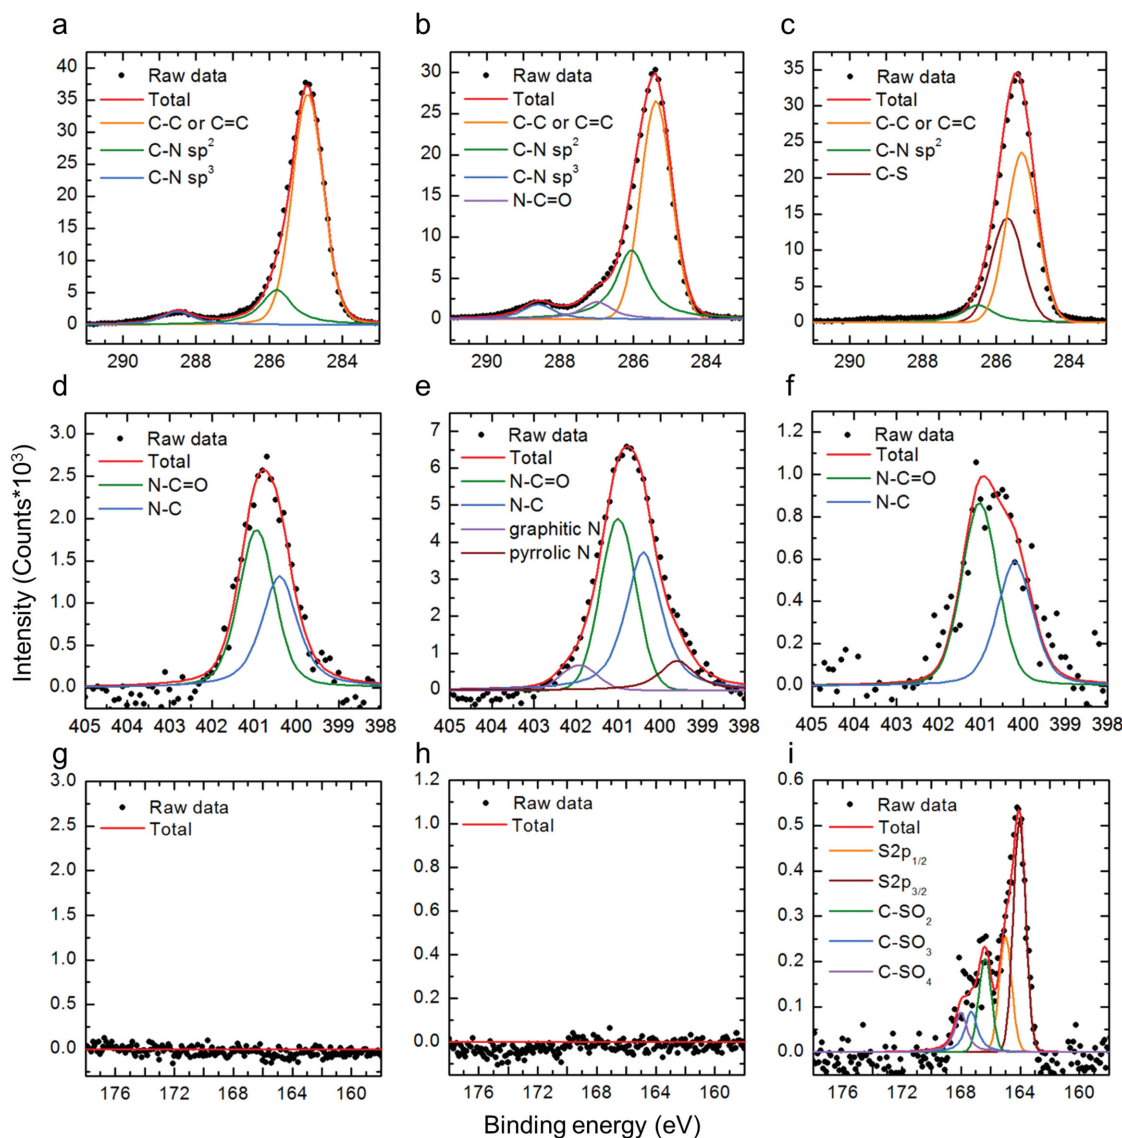 a
40
35
30
25
20
15
10
5
0
Raw data
Total
C-C or C=C
C-N sp²
C-N sp³
290 288 286 284
b
30
25
20
15
10
5
0
Raw data
Total
C-C or C=C
C-N sp²
C-N sp³
N-C=O
290 288 286 284
c
35
30
25
20
15
10
5
0
Raw data
Total
C-C or C=C
C-N sp²
C-S
290 288 286 284
Intensity (Counts*10³)
d
3.0
2.5
2.0
1.5
1.0
0.5
0.0
Raw data
Total
N-C=O
N-C
405 404 403 402 401 400 399 398
e
7
6
5
4
3
2
1
0
Raw data
Total
N-C=O
N-C
graphitic N
pyrrolic N
405 404 403 402 401 400 399 398
f
1.2
1.0
0.8
0.6
0.4
0.2
0.0
Raw data
Total
N-C=O
N-C
405 404 403 402 401 400 399 398
g
3.0
2.5
2.0
1.5
1.0
0.5
0.0
Raw data
Total
176 172 168 164 160
h
1.2
1.0
0.8
0.6
0.4
0.2
0.0
Raw data
Total
176 172 168 164 160
i
0.6
0.5
0.4
0.3
0.2
0.1
0.0
Raw data
Total
S2p₁/₂
S2p₃/₂
C-SO₂
C-SO₃
C-SO₄
176 172 168 164 160
Binding energy (eV)